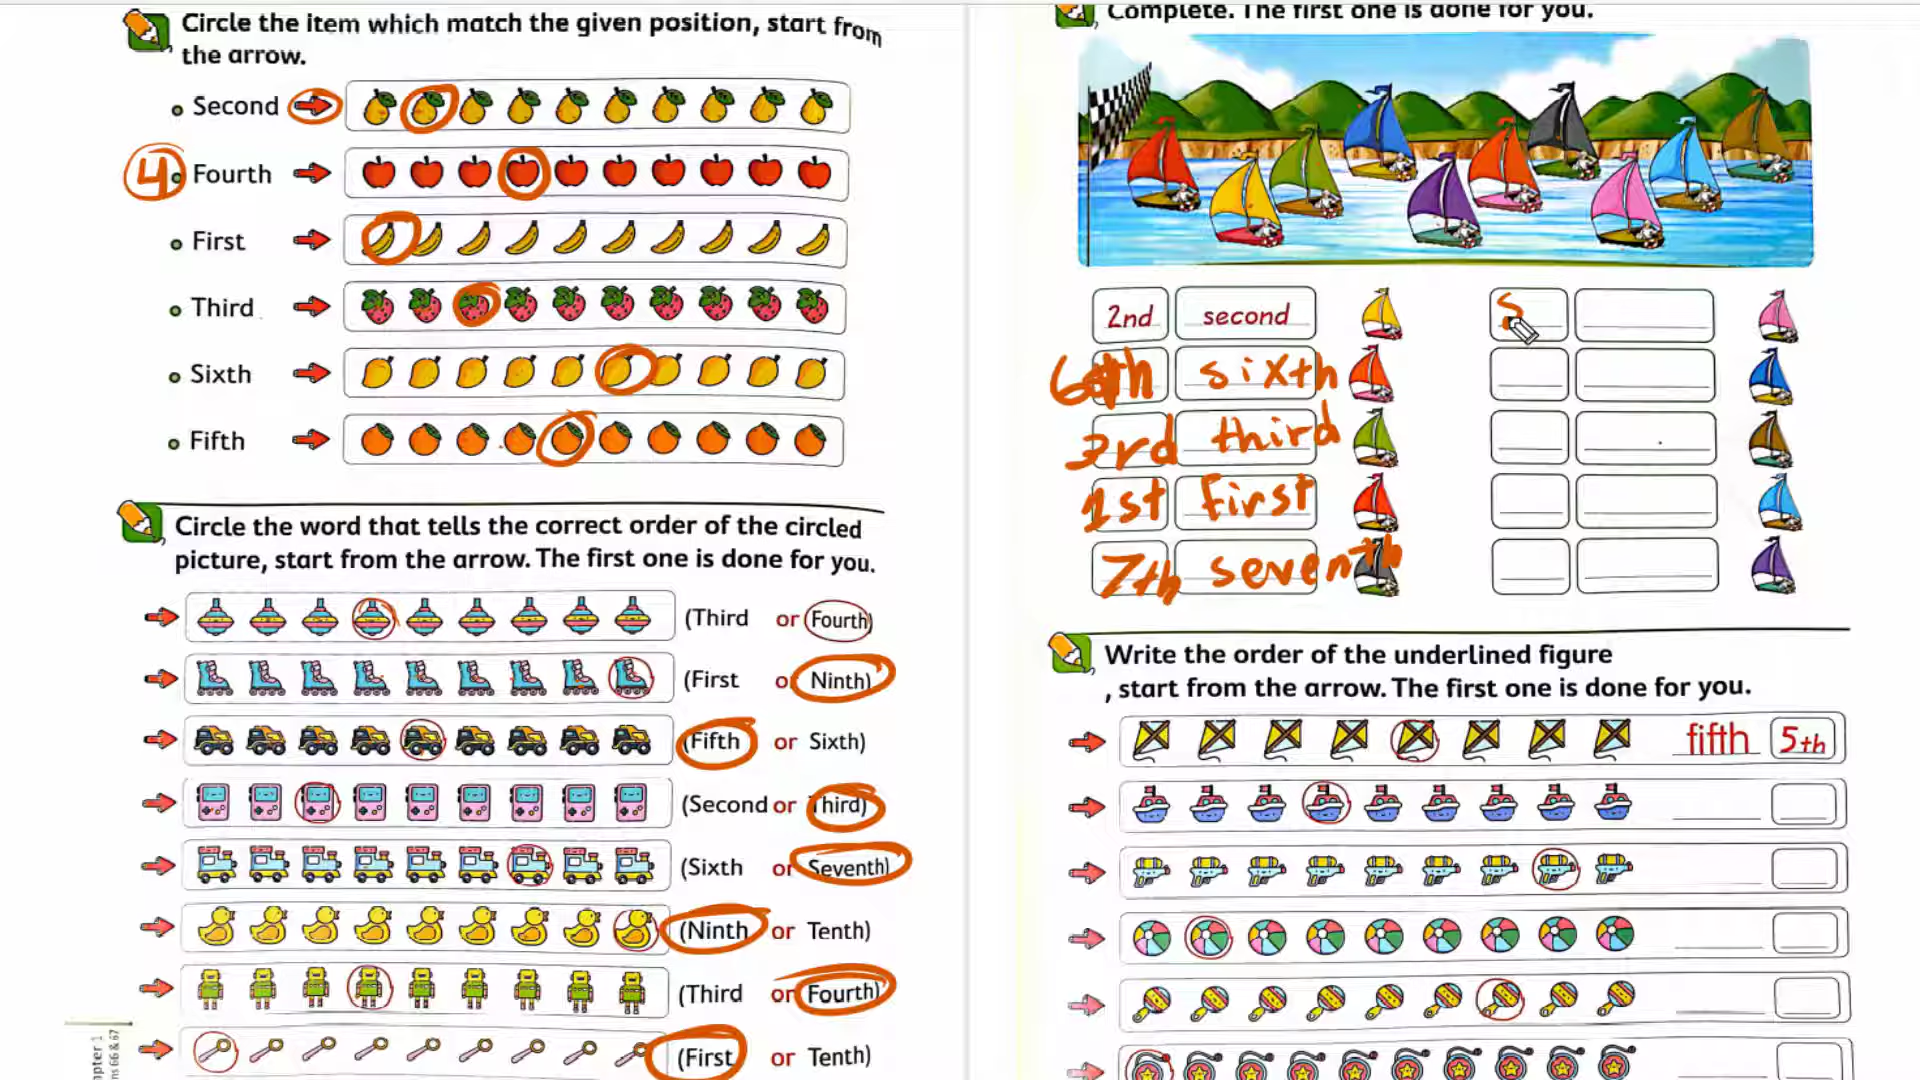 Circle the item which match the given position, start from
the arrow.
Second
4 Fourth
First
Third
Sixth
Fifth
Circle the word that tells the correct order of the circled
picture, start from the arrow. The first one is done for you.
(Third or Fourth)
(First or Ninth)
(Fifth or Sixth)
(Second or Third)
(Sixth or Seventh)
(Ninth or Tenth)
(Third or Fourth)
(First or Tenth)
Complete. The first one is done for you.
2nd second
6th sixth
3rd third
1st first
7th seventh
Write the order of the underlined figure
, start from the arrow. The first one is done for you.
fifth 5th